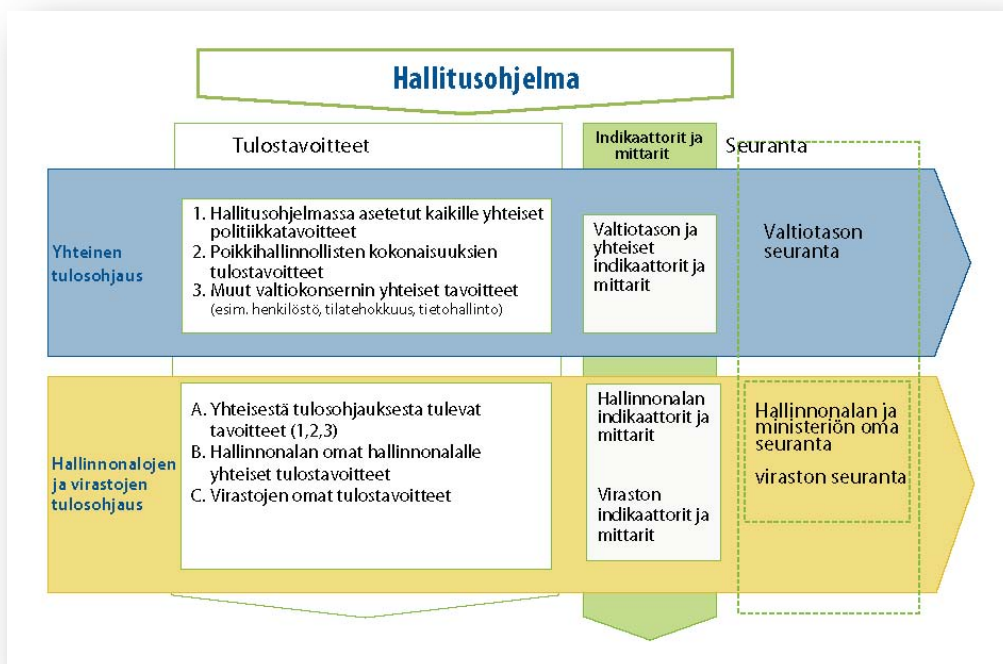 Hallitusohjelma
Tulostavoitteet
Indikaattorit ja
mittarit
Seuranta
Yhteinen
tulosohjaus
1. Hallitusohjelmassa asetetut kaikille yhteiset
politiikkatavoitteet
2. Poikkihallinnollisten kokonaisuuksien
tulostavoitteet
3. Muut valtiokonsernin yhteiset tavoitteet
(esim. henkilöstö, tilatehokkuus, tietohallinto)
Valtiotason ja
yhteiset
indikaattorit ja
mittarit
Valtiotason
seuranta
Hallinnonalojen
ja virastojen
tulosohjaus
A. Yhteisestä tulosohjauksesta tulevat
tavoitteet (1,2,3)
B. Hallinnonalan omat hallinnonalalle
yhteiset tulostavoitteet
C. Virastojen omat tulostavoitteet
Hallinnonalan
indikaattorit ja
mittarit
Viraston
indikaattorit ja
mittarit
Hallinnonalan ja
ministeriön oma
seuranta
viraston seuranta